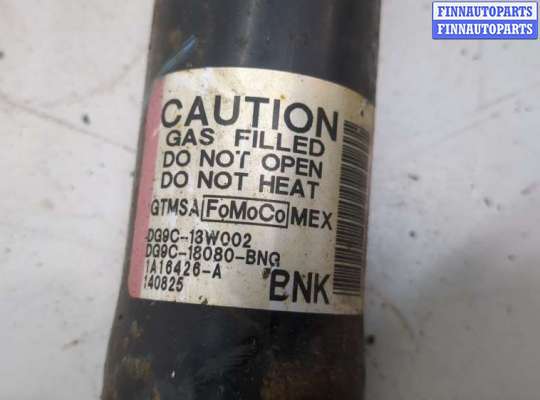 FINNAUTOPARTS
FINNAUTOPARTS
CAUTION
GAS FILLED
DO NOT OPEN
DO NOT HEAT
GTMSA FoMoCo MEX
DG9C-13W002
DG9C-18080-BNG
1A16426-A
140825
BNK